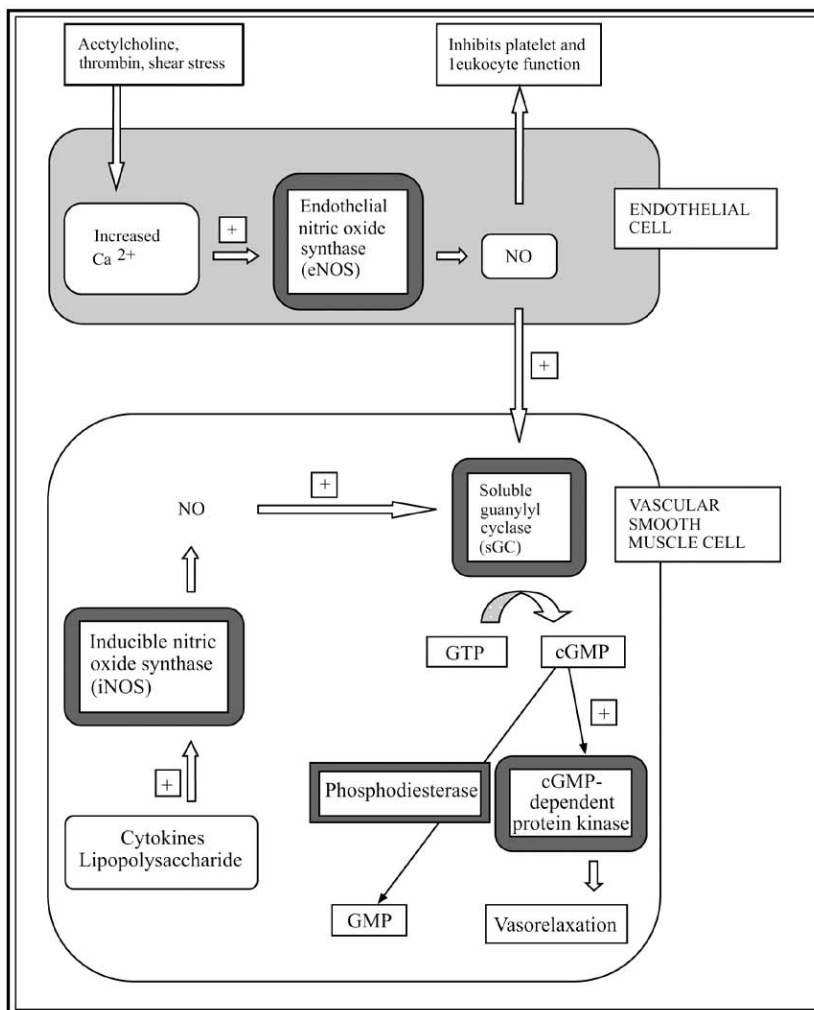 Acetylcholine,
thrombin, shear stress
Inhibits platelet and
leukocyte function
Increased
Ca 2+
+
Endothelial
nitric oxide
synthase
(eNOS)
NO
ENDOTHELIAL
CELL
+
NO
+
Soluble
guanylyl
cyclase
(sGC)
VASCULAR
SMOOTH
MUSCLE CELL
GTP
cGMP
Inducible nitric
oxide synthase
(iNOS)
+
Phosphodiesterase
cGMP-
dependent
protein kinase
+
Cytokines
Lipopolysaccharide
GMP
Vasorelaxation